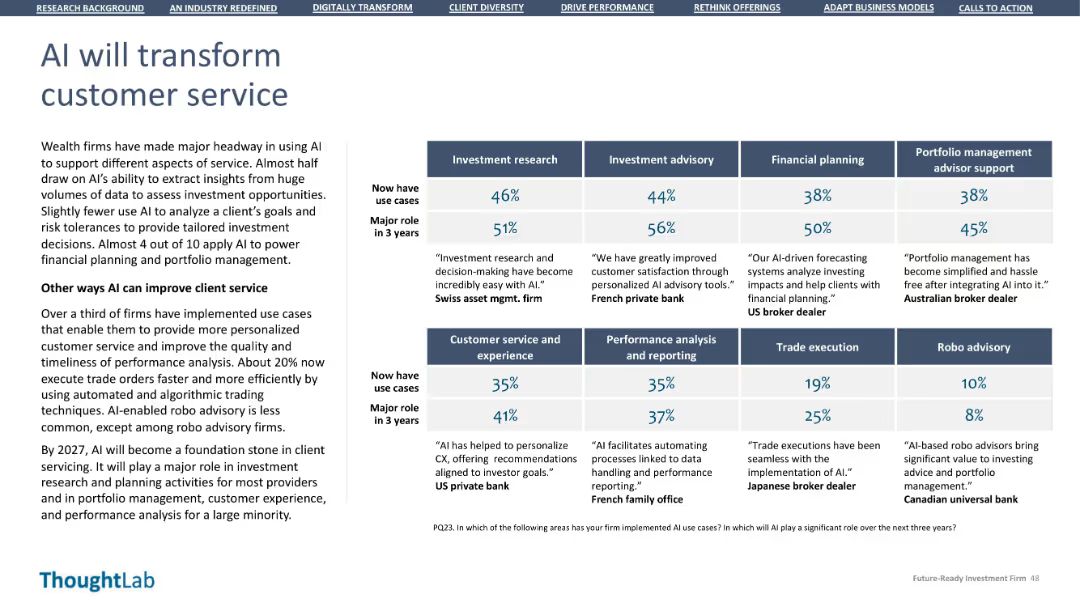 RESEARCH BACKGROUND AN INDUSTRY REDEFINED DIGITALLY TRANSFORM CLIENT DIVERSITY DRIVE PERFORMANCE RETHINK OFFERINGS ADAPT BUSINESS MODELS CALLS TO ACTION
AI will transform
customer service
Wealth firms have made major headway in using AI
to support different aspects of service. Almost half
draw on AI's ability to extract insights from huge
volumes of data to assess investment opportunities.
Slightly fewer use AI to analyze a client's goals and
risk tolerances to provide tailored investment
decisions. Almost 4 out of 10 apply AI to power
financial planning and portfolio management.
Other ways AI can improve client service
Over a third of firms have implemented use cases
that enable them to provide more personalized
customer service and improve the quality and
timeliness of performance analysis. About 20% now
execute trade orders faster and more efficiently by
using automated and algorithmic trading
techniques. AI-enabled robo advisory is less
common, except among robo advisory firms.
By 2027, AI will become a foundation stone in client
servicing. It will play a major role in investment
research and planning activities for most providers
and in portfolio management, customer experience,
and performance analysis for a large minority.
Investment research
Investment advisory
Financial planning
Portfolio management
advisor support
Now have
use cases
46% 44% 38% 38%
Major role
in 3 years
51% 56% 50% 45%
"Investment research and
decision-making have become
incredibly easy with AI."
Swiss asset mgmt. firm
"We have greatly improved
customer satisfaction through
personalized AI advisory tools."
French private bank
"Our AI-driven forecasting
systems analyze investing
impacts and help clients with
financial planning."
US broker dealer
"Portfolio management has
become simplified and hassle
free after integrating AI into it."
Australian broker dealer
Customer service and
experience
Performance analysis
and reporting
Trade execution
Robo advisory
Now have
use cases
35% 35% 19% 10%
Major role
in 3 years
41% 37% 25% 8%
"AI has helped to personalize
CX, offering recommendations
aligned to investor goals."
US private bank
"AI facilitates automating
processes linked to data
handling and performance
reporting."
French family office
"Trade executions have been
seamless with the
implementation of AI."
Japanese broker dealer
"AI-based robo advisors bring
significant value to investing
advice and portfolio
management."
Canadian universal bank
PQ23. In which of the following areas has your firm implemented AI use cases? In which will AI play a significant role over the next three years?
ThoughtLab
Future-Ready Investment Firm 48